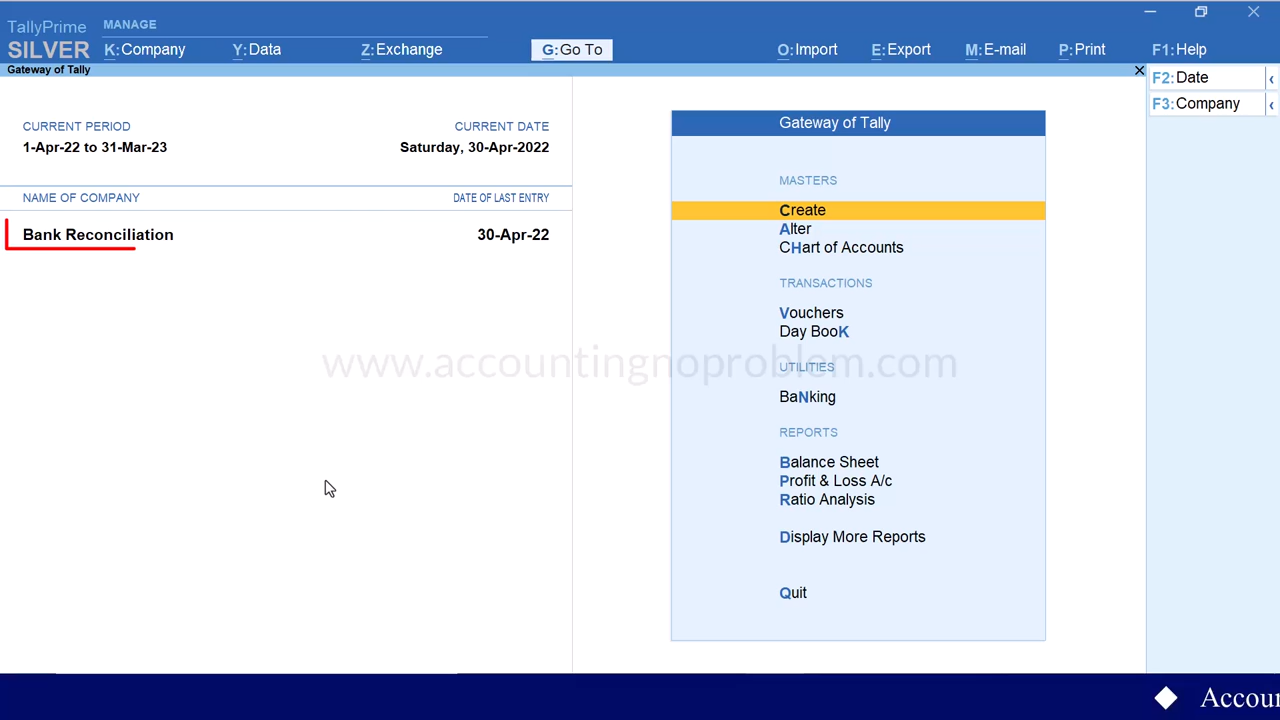 TallyPrime
SILVER
MANAGE
K:Company Y:Data Z:Exchange G:Go To O:Import E:Export M:E-mail P:Print F1:Help
Gateway of Tally
F2:Date
F3:Company
CURRENT PERIOD CURRENT DATE
1-Apr-22 to 31-Mar-23 Saturday, 30-Apr-2022
NAME OF COMPANY DATE OF LAST ENTRY
Bank Reconciliation 30-Apr-22
Gateway of Tally
MASTERS
Create
Alter
CHart of Accounts
TRANSACTIONS
Vouchers
Day BooK
www.accountingnoproblem.com
UTILITIES
BaNking
REPORTS
Balance Sheet
Profit & Loss A/c
Ratio Analysis
Display More Reports
Quit